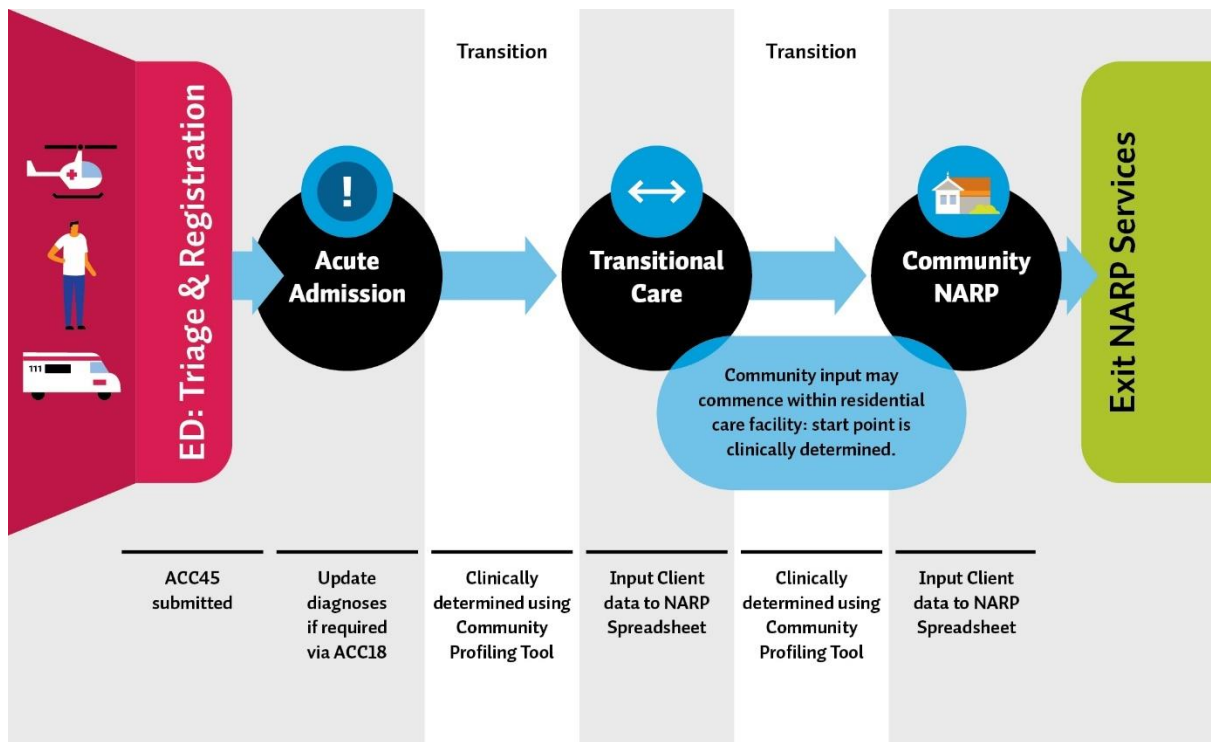 Transition
Transition
ED: Triage & Registration
111
!
Acute
Admission
Transitional
Care
Community
NARP
Exit NARP Services
Community input may
commence within residential
care facility: start point is
clinically determined.
ACC45
submitted
Update
diagnoses
if required
via ACC18
Clinically
determined using
Community
Profiling Tool
Input Client
data to NARP
Spreadsheet
Clinically
determined using
Community
Profiling Tool
Input Client
data to NARP
Spreadsheet